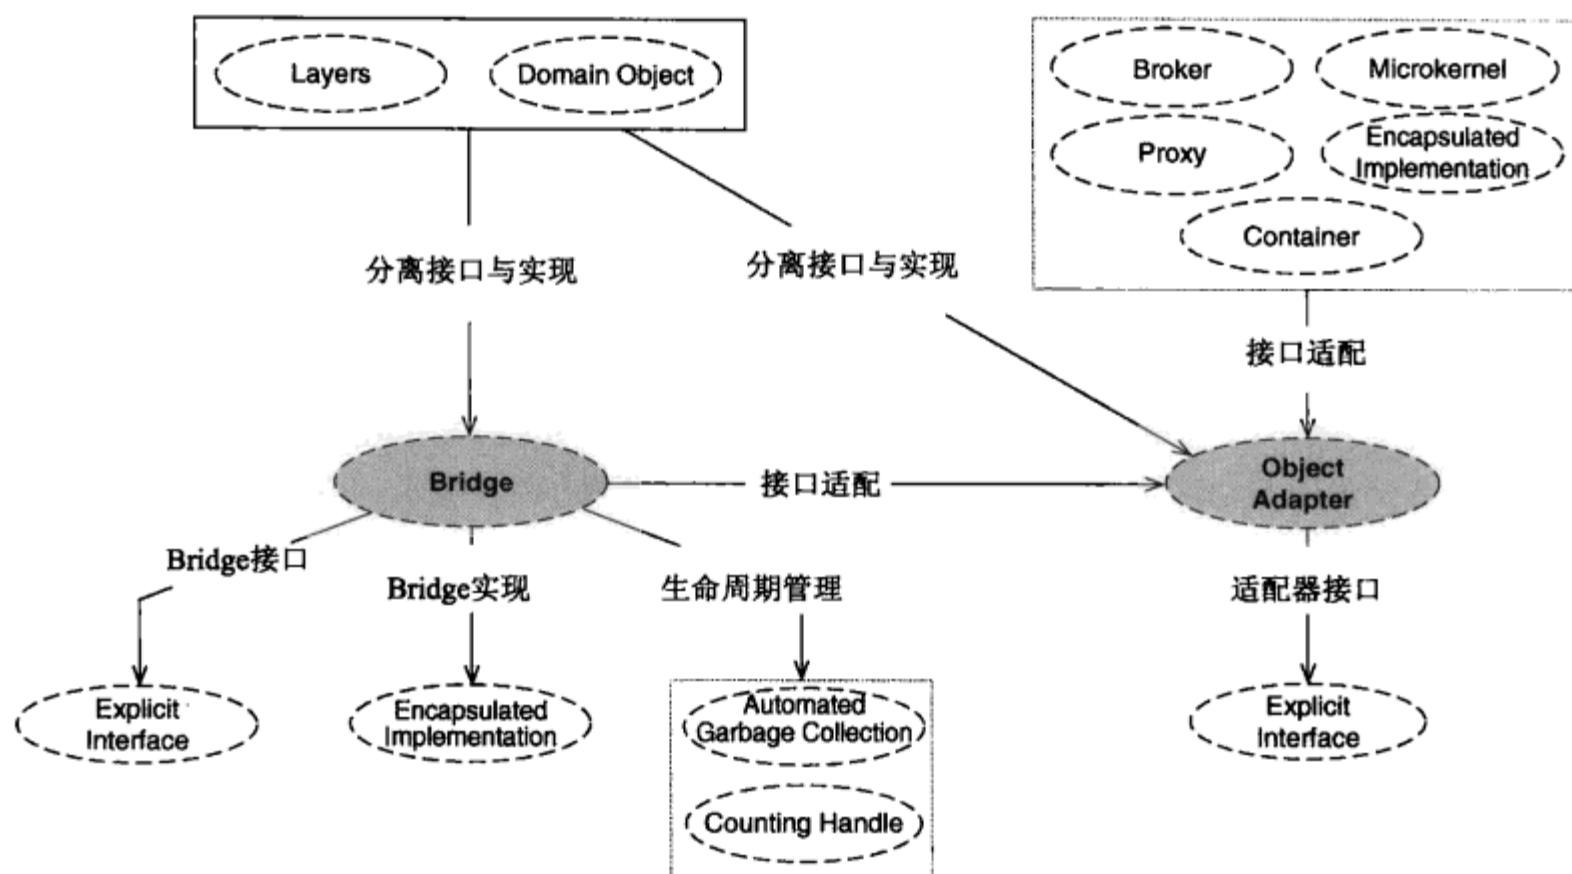 Layers
Domain Object
Broker
Microkernel
Proxy
Encapsulated
Implementation
Container
分离接口与实现
分离接口与实现
接口适配
Bridge
接口适配
Object
Adapter
Bridge接口
Bridge实现
生命周期管理
适配器接口
Explicit
Interface
Encapsulated
Implementation
Automated
Garbage Collection
Counting Handle
Explicit
Interface